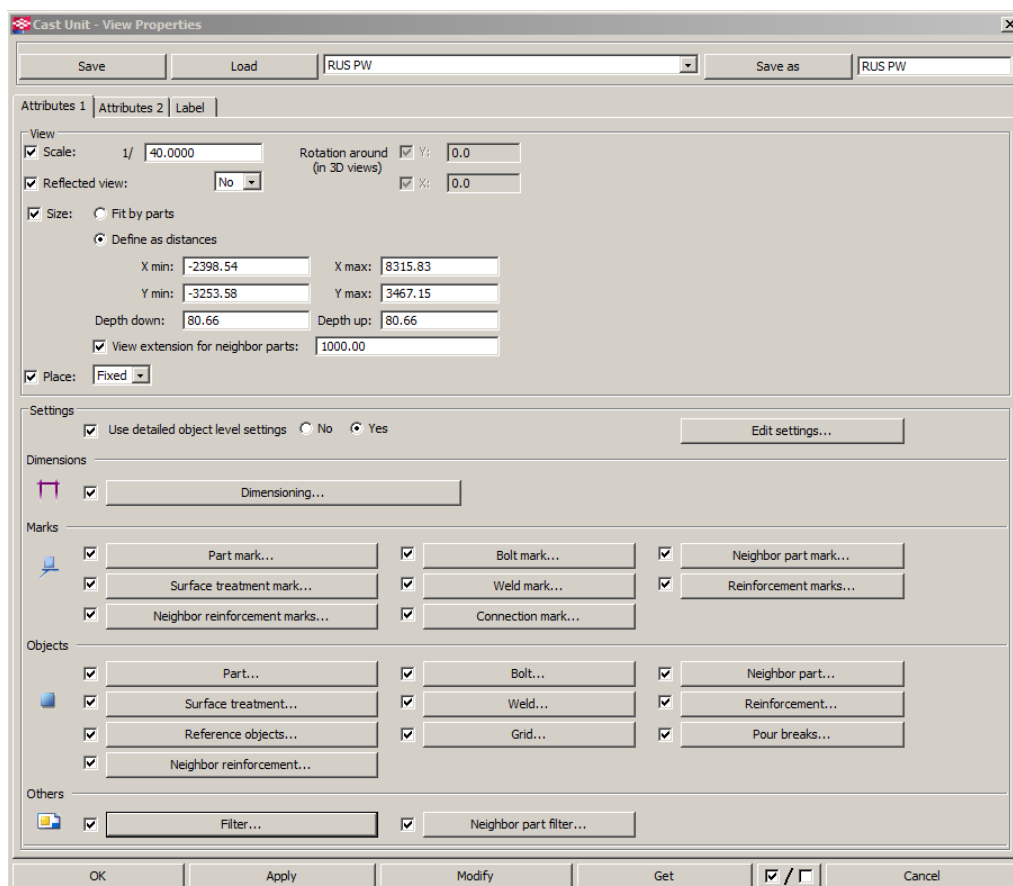 Cast Unit - View Properties
Save Load RUS PW Save as RUS PW
Attributes 1 Attributes 2 Label
View
Scale: 1/ 40.0000 Rotation around Y: 0.0
(in 3D views)
Reflected view: No X: 0.0
Size: Fit by parts
Define as distances
X min: -2398.54 X max: 8315.83
Y min: -3253.58 Y max: 3467.15
Depth down: 80.66 Depth up: 80.66
View extension for neighbor parts: 1000.00
Place: Fixed
Settings
Use detailed object level settings No Yes Edit settings...
Dimensions
Dimensioning...
Marks
Part mark... Bolt mark... Neighbor part mark...
Surface treatment mark... Weld mark... Reinforcement marks...
Neighbor reinforcement marks... Connection mark...
Objects
Part... Bolt... Neighbor part...
Surface treatment... Weld... Reinforcement...
Reference objects... Grid... Pour breaks...
Neighbor reinforcement...
Others
Filter... Neighbor part filter...
OK Apply Modify Get / Cancel